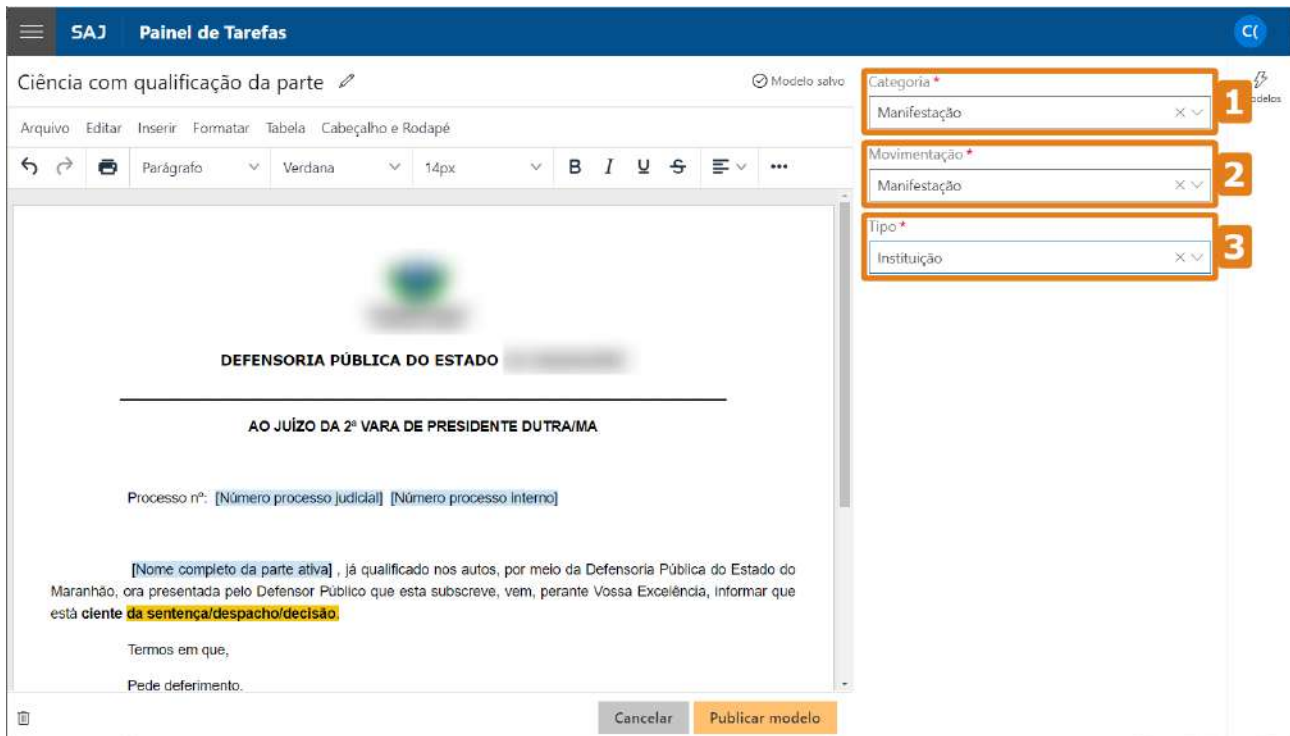 SAJ Painel de Tarefas C(
Ciência com qualificação da parte Modelo salvo
Arquivo Editar Inserir Formatar Tabela Cabeçalho e Rodapé
Parágrafo Verdana 14px B I U S ...
DEFENSORIA PÚBLICA DO ESTADO
AO JUÍZO DA 2ª VARA DE PRESIDENTE DUTRA/MA
Processo nº: [Número processo judicial] [Número processo interno]
[Nome completo da parte ativa] , já qualificado nos autos, por meio da Defensoria Pública do Estado do
Maranhão, ora presentada pelo Defensor Público que esta subscreve, vem, perante Vossa Excelência, informar que
está ciente da sentença/despacho/decisão.
Termos em que,
Pede deferimento.
Cancelar Publicar modelo
Categoria *
Manifestação
1
Movimentação *
Manifestação
2
Tipo *
Instituição
3